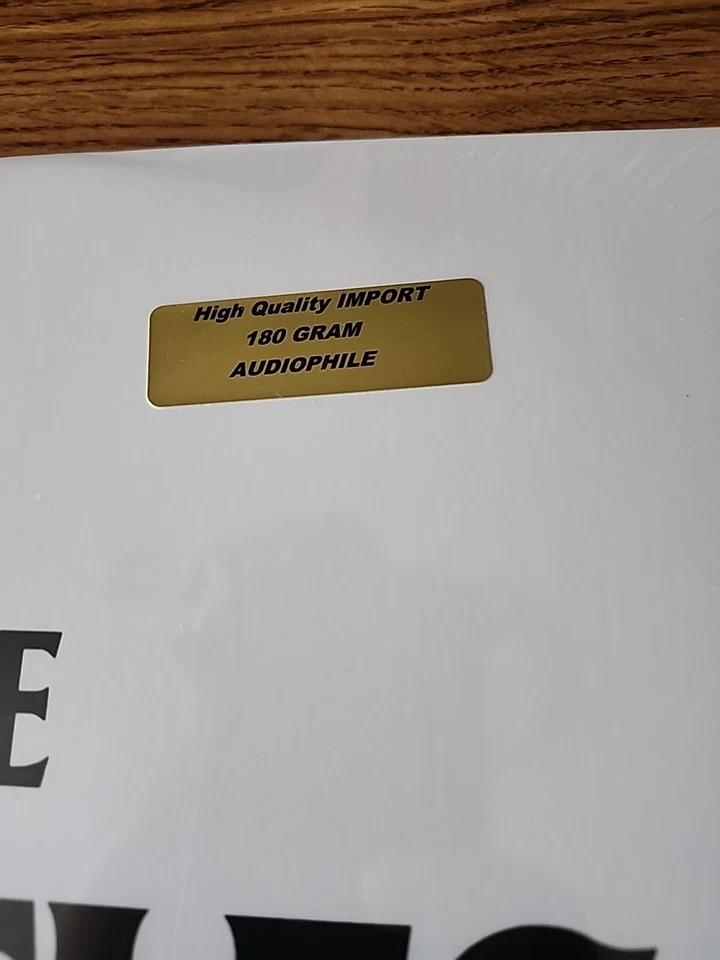 High Quality IMPORT
180 GRAM
AUDIOPHILE
E